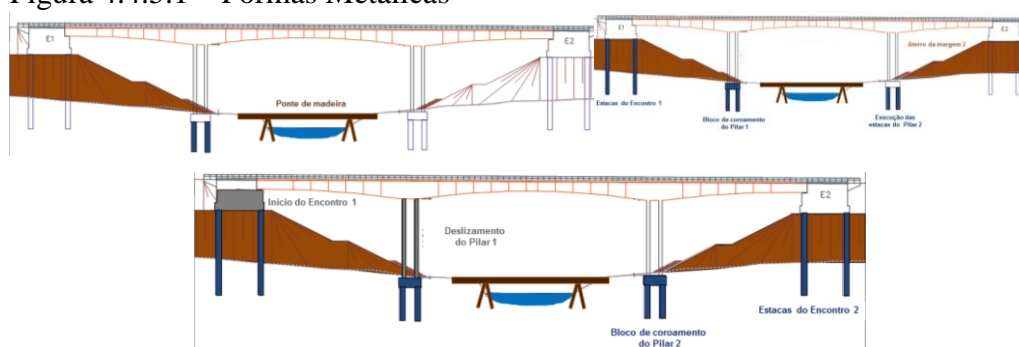 Figura 4.4.5.1 – Formas Metálicas
E1
E2
Ponte de madeira
E1
E2
Aterro da margem 2
Estacas do Encontro 1
Bloco de coroamento
do Pilar 1
Execução das
estacas do Pilar 2
Início do Encontro 1
E2
Deslizamento
do Pilar 1
Estacas do Encontro 2
Bloco de coroamento
do Pilar 2